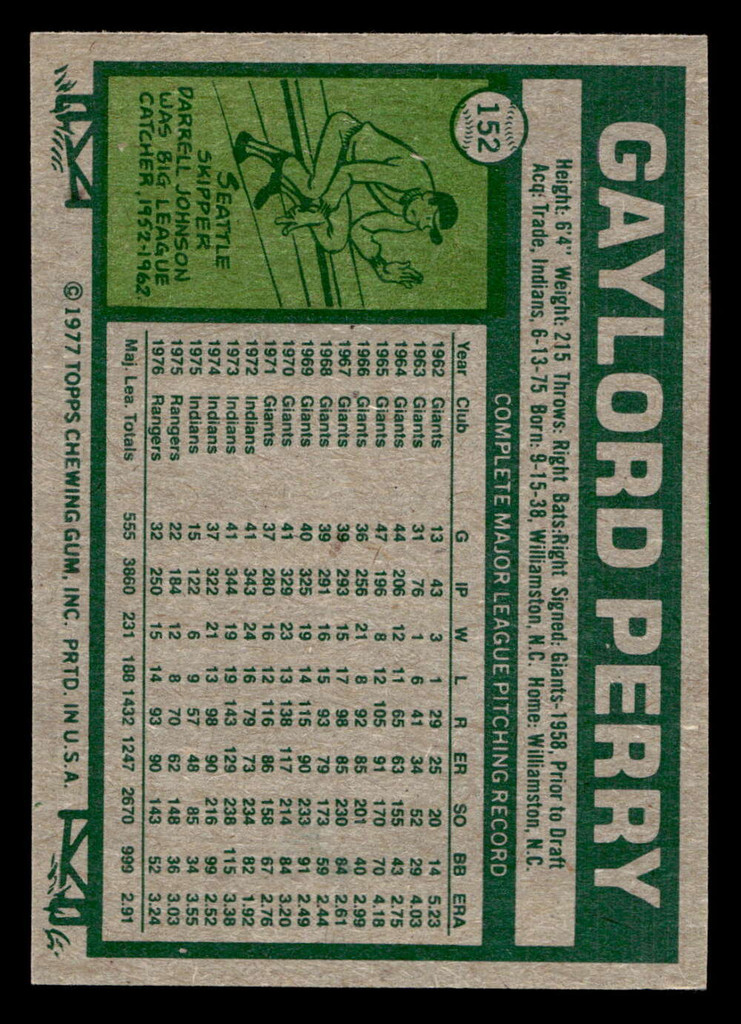 GAYLORD PERRY
152
Height: 6'4" Weight: 215 Throws: Right Bats:Right Signed: Giants-1958, Prior to Draft
Acq: Trade, Indians, 6-13-75 Born: 9-15-38, Williamston, N.C. Home: Williamston, N.C.
SEATTLE
SKIPPER
DARRELL JOHNSON
WAS BIG LEAGUE
CATCHER, 1952-1962.
COMPLETE MAJOR LEAGUE PITCHING RECORD
Year Club G IP W L R ER SO BB ERA
1962 Giants 13 43 3 1 29 25 20 14 5.23
1963 Giants 31 76 1 6 41 34 52 29 4.03
1964 Giants 44 206 12 11 65 63 155 43 2.75
1965 Giants 47 196 8 12 105 91 170 70 4.18
1966 Giants 36 256 21 8 92 85 201 40 2.99
1967 Giants 39 293 15 17 98 85 230 84 2.61
1968 Giants 39 291 16 15 93 79 173 59 2.44
1969 Giants 40 325 19 14 115 90 233 91 2.49
1970 Giants 41 329 23 13 138 117 214 84 3.20
1971 Giants 37 280 16 12 116 86 158 67 2.76
1972 Indians 41 343 24 16 79 73 234 82 1.92
1973 Indians 41 344 19 19 143 129 238 115 3.38
1974 Indians 37 322 21 13 98 90 216 99 2.52
1975 Indians 15 122 6 9 57 48 85 34 3.55
1975 Rangers 22 184 12 8 70 62 148 36 3.03
1976 Rangers 32 250 15 14 93 90 143 52 3.24
Maj. Lea. Totals 555 3860 231 188 1432 1247 2670 999 2.91
© 1977 TOPPS CHEWING GUM, INC. PRTD. IN U.S.A.